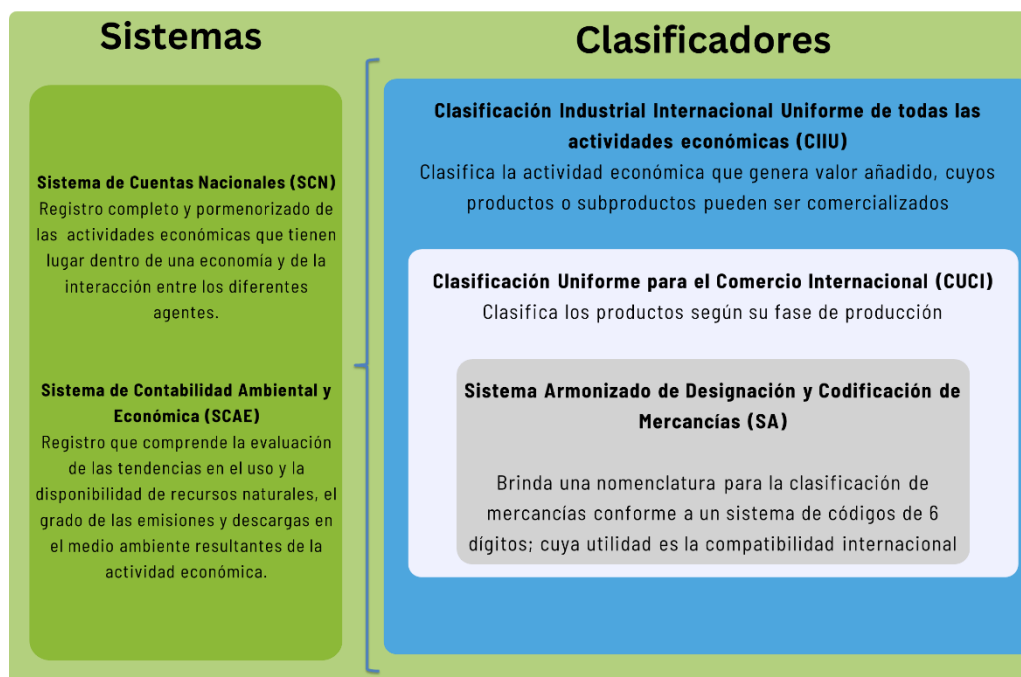 Sistemas
Sistema de Cuentas Nacionales (SCN)
Registro completo y pormenorizado de
las actividades económicas que tienen
lugar dentro de una economía y de la
interacción entre los diferentes
agentes.
Sistema de Contabilidad Ambiental y
Económica (SCAE)
Registro que comprende la evaluación
de las tendencias en el uso y la
disponibilidad de recursos naturales, el
grado de las emisiones y descargas en
el medio ambiente resultantes de la
actividad económica.
Clasificadores
Clasificación Industrial Internacional Uniforme de todas las
actividades económicas (CIIU)
Clasifica la actividad económica que genera valor añadido, cuyos
productos o subproductos pueden ser comercializados
Clasificación Uniforme para el Comercio Internacional (CUCI)
Clasifica los productos según su fase de producción
Sistema Armonizado de Designación y Codificación de
Mercancías (SA)
Brinda una nomenclatura para la clasificación de
mercancías conforme a un sistema de códigos de 6
dígitos; cuya utilidad es la compatibilidad internacional